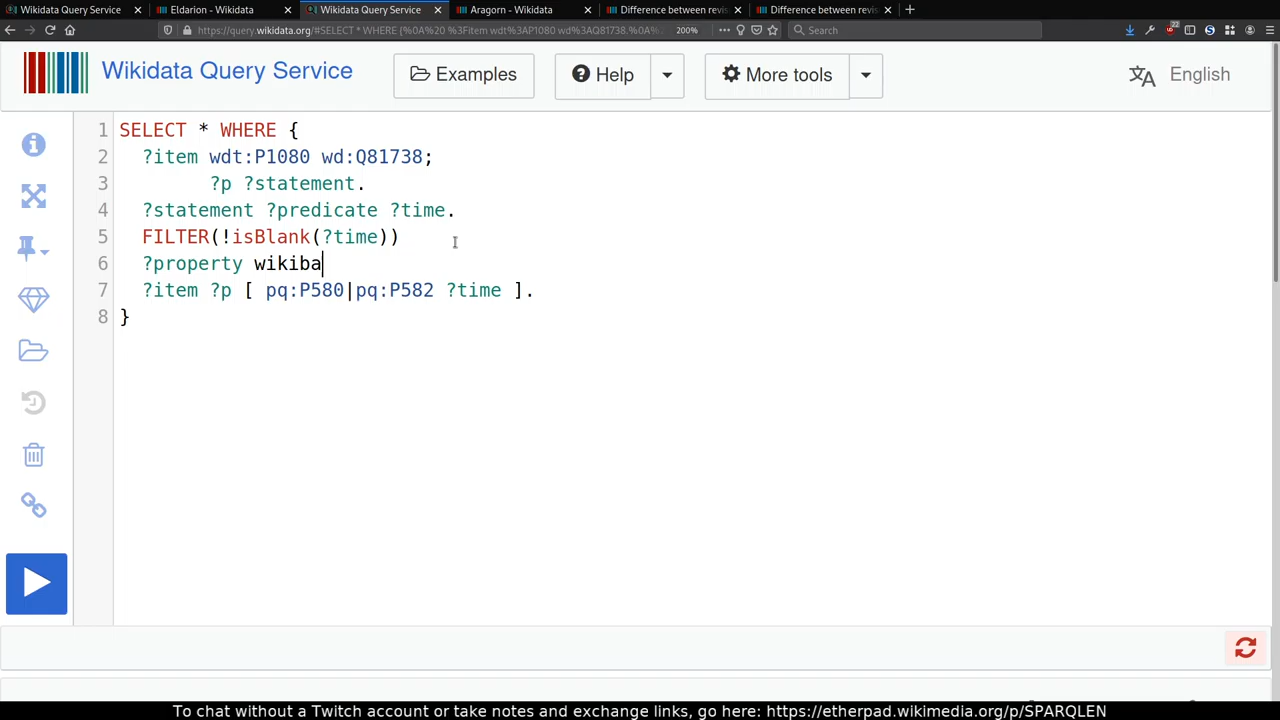 Wikidata Query Service
Eldarion - Wikidata
Wikidata Query Service
Aragorn - Wikidata
Difference between revis
Difference between revis
https://query.wikidata.org/#SELECT * WHERE {%0A%20 %3Fitem wdt%3AP1080 wd%3AQ81738.%0A%
200%
Search
Wikidata Query Service
Examples
Help
More tools
English
1 SELECT * WHERE {
2 ?item wdt:P1080 wd:Q81738;
3 ?p ?statement.
4 ?statement ?predicate ?time.
5 FILTER(!isBlank(?time))
6 ?property wikiba
7 ?item ?p [ pq:P580|pq:P582 ?time ].
8 }
To chat without a Twitch account or take notes and exchange links, go here: https://etherpad.wikimedia.org/p/SPARQLEN